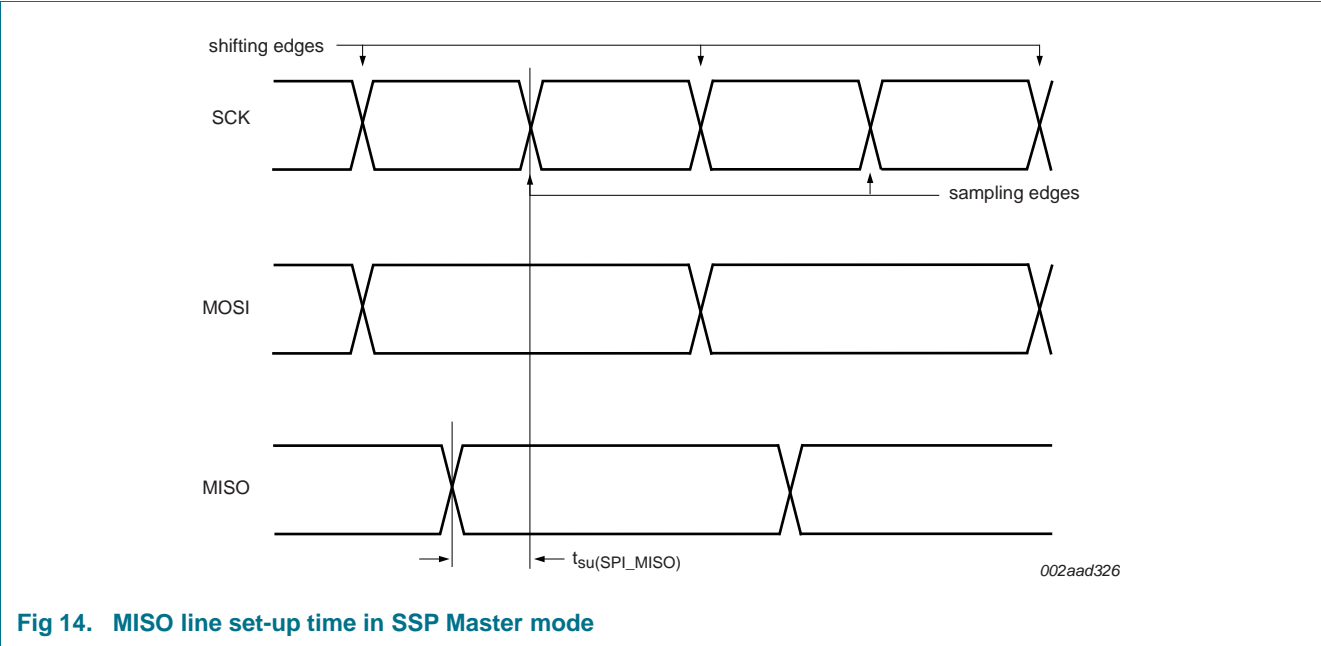 shifting edges
SCK
sampling edges
MOSI
MISO
tsu(SPI_MISO)
002aad326
Fig 14. MISO line set-up time in SSP Master mode